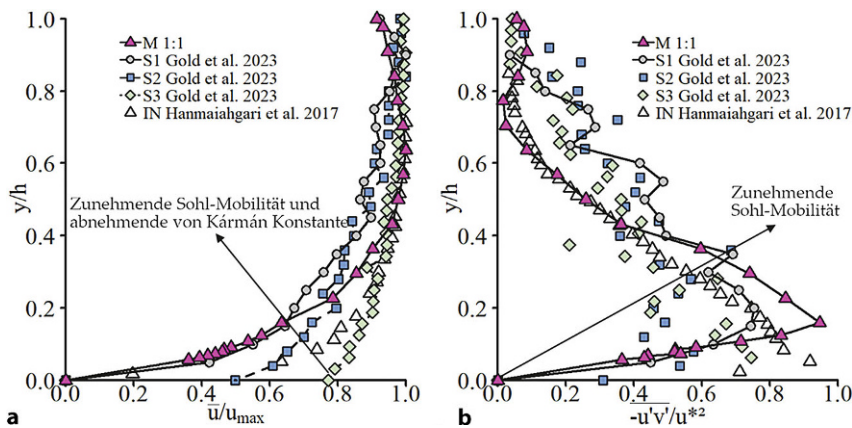 M 1:1
S1 Gold et al. 2023
S2 Gold et al. 2023
S3 Gold et al. 2023
IN Hanmaiahgari et al. 2017
Zunehmende Sohl-Mobilität und
abnehmende von Kármán Konstante
y/h
1.0
0.8
0.6
0.4
0.2
0.0
0.0 0.2 0.4 0.6 0.8 1.0
a
u̅/umax
M 1:1
S1 Gold et al. 2023
S2 Gold et al. 2023
S3 Gold et al. 2023
IN Hanmaiahgari et al. 2017
Zunehmende
Sohl-Mobilität
y/h
1.0
0.8
0.6
0.4
0.2
0.0
0.0 0.2 0.4 0.6 0.8 1.0
b
-u'v'/u*²